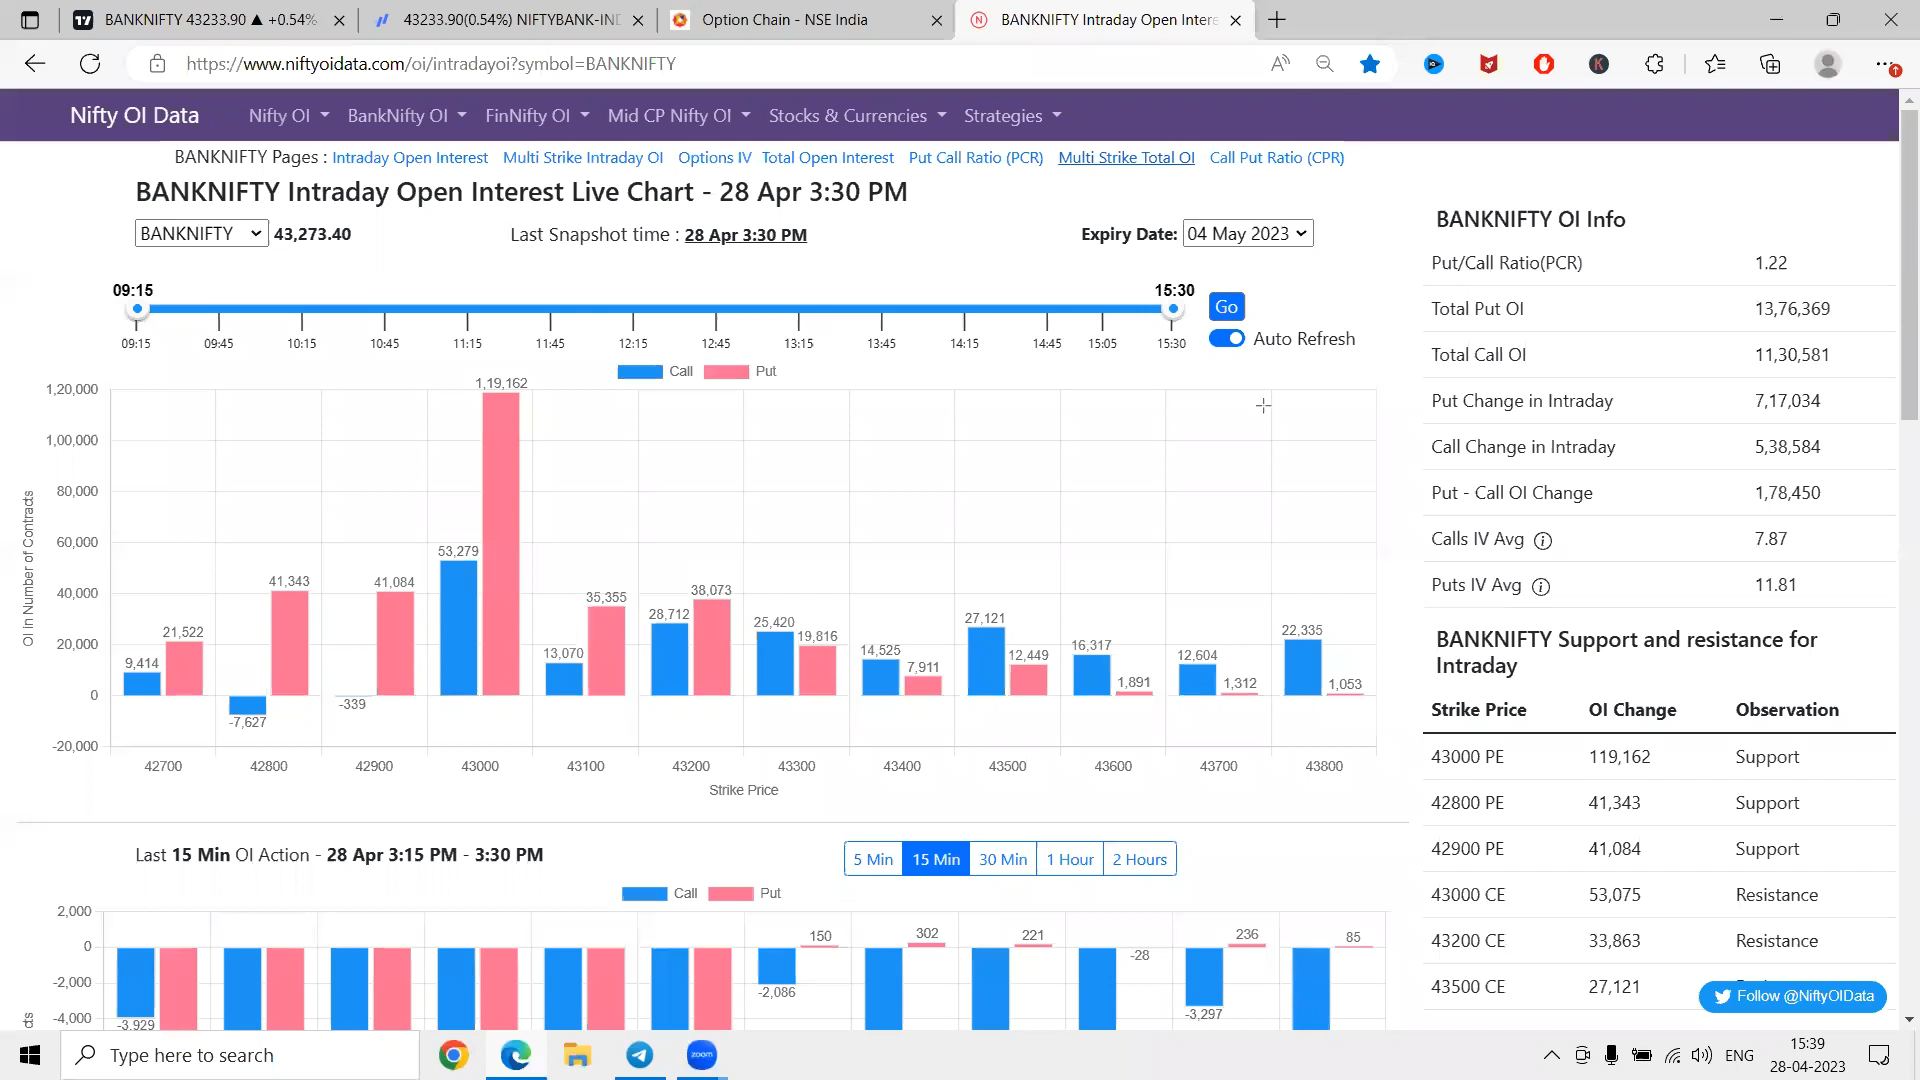 BANKNIFTY 43233.90 ▲ +0.54%
43233.90(0.54%) NIFTYBANK-IND
Option Chain - NSE India
BANKNIFTY Intraday Open Intere
https://www.niftyoidata.com/oi/intradayoi?symbol=BANKNIFTY
Nifty OI Data
Nifty OI
BankNifty OI
FinNifty OI
Mid CP Nifty OI
Stocks & Currencies
Strategies
BANKNIFTY Pages : Intraday Open Interest Multi Strike Intraday OI Options IV Total Open Interest Put Call Ratio (PCR) Multi Strike Total OI Call Put Ratio (CPR)
BANKNIFTY Intraday Open Interest Live Chart - 28 Apr 3:30 PM
BANKNIFTY 43,273.40
Last Snapshot time : 28 Apr 3:30 PM
Expiry Date: 04 May 2023
09:15 15:30
Go
09:15 09:45 10:15 10:45 11:15 11:45 12:15 12:45 13:15 13:45 14:15 14:45 15:05 15:30
Auto Refresh
Call Put
OI in Number of Contracts
1,20,000
1,00,000
80,000
60,000
40,000
20,000
0
-20,000
9,414 21,522
-7,627 41,343
-339 41,084
53,279 1,19,162
13,070 35,355
28,712 38,073
25,420 19,816
14,525 7,911
27,121 12,449
16,317 1,891
12,604 1,312
22,335 1,053
42700 42800 42900 43000 43100 43200 43300 43400 43500 43600 43700 43800
Strike Price
Last 15 Min OI Action - 28 Apr 3:15 PM - 3:30 PM
5 Min 15 Min 30 Min 1 Hour 2 Hours
Call Put
2,000
0
-2,000
-4,000
cts
-3,929
-2,086 150
302
221
-28
-3,297 236
85
BANKNIFTY OI Info
Put/Call Ratio(PCR) 1.22
Total Put OI 13,76,369
Total Call OI 11,30,581
Put Change in Intraday 7,17,034
Call Change in Intraday 5,38,584
Put - Call OI Change 1,78,450
Calls IV Avg 7.87
Puts IV Avg 11.81
BANKNIFTY Support and resistance for
Intraday
Strike Price OI Change Observation
43000 PE 119,162 Support
42800 PE 41,343 Support
42900 PE 41,084 Support
43000 CE 53,075 Resistance
43200 CE 33,863 Resistance
43500 CE 27,121
Follow @NiftyOIData
Type here to search
zoom
ENG
15:39
28-04-2023